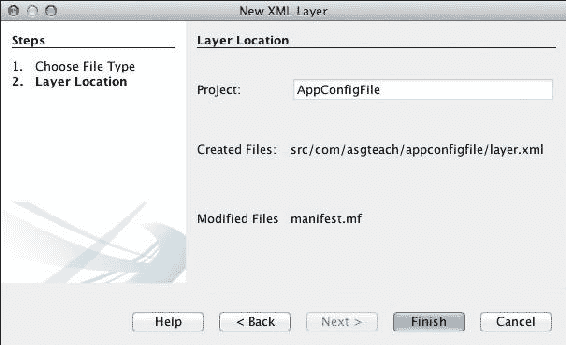 New XML Layer
Steps
1. Choose File Type
2. Layer Location
Layer Location
Project: AppConfigFile
Created Files: src/com/asgteach/appconfigfile/layer.xml
Modified Files manifest.mf
Help < Back Next > Finish Cancel